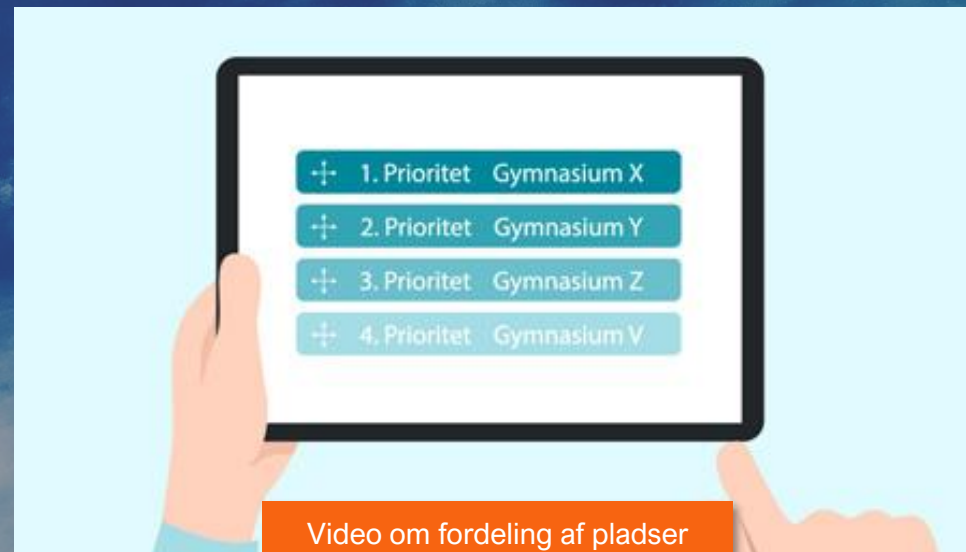 1. Prioritet Gymnasium X
2. Prioritet Gymnasium Y
3. Prioritet Gymnasium Z
4. Prioritet Gymnasium V
Video om fordeling af pladser